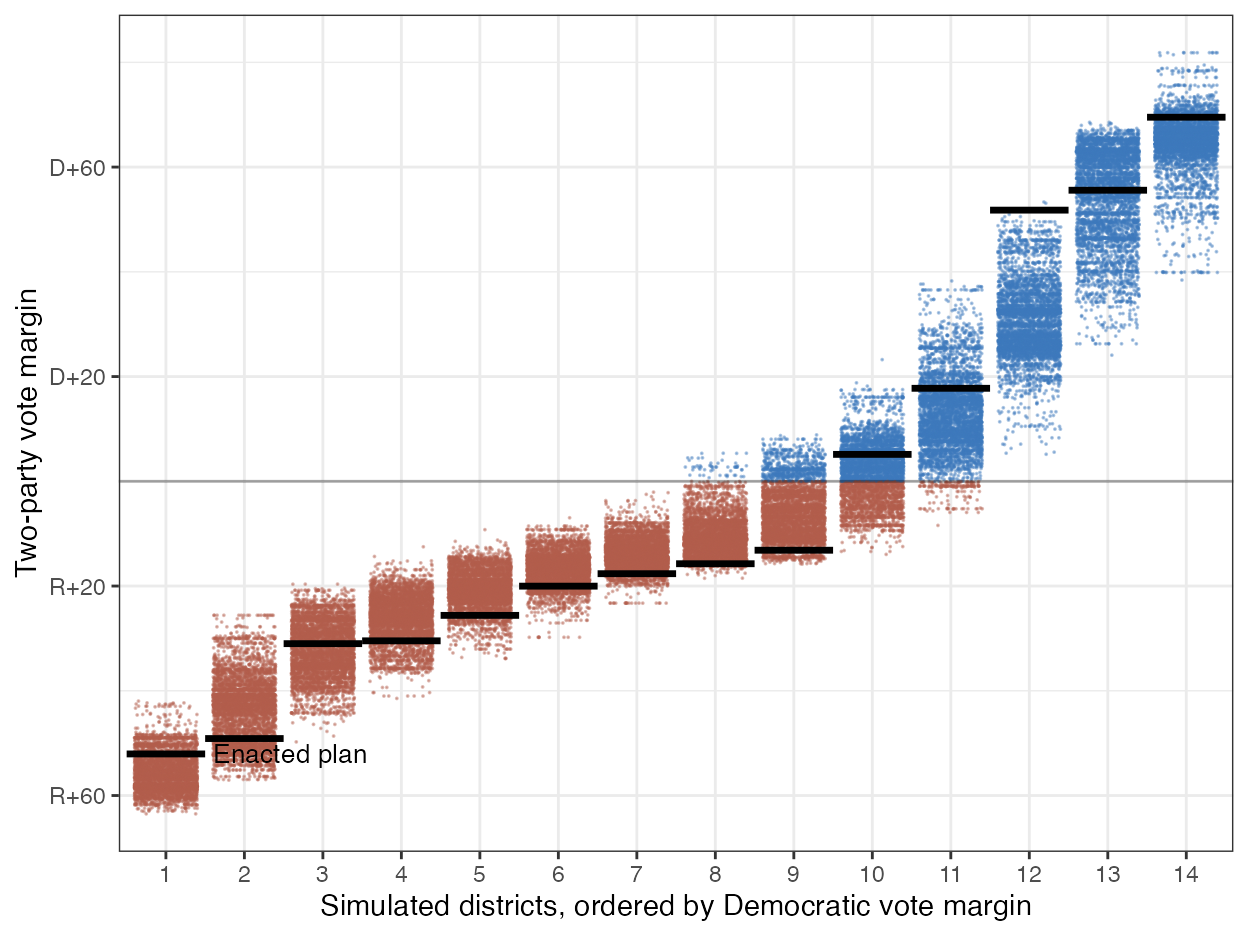 Two-party vote margin
D+60
D+20
R+20
R+60
Enacted plan
1 2 3 4 5 6 7 8 9 10 11 12 13 14
Simulated districts, ordered by Democratic vote margin